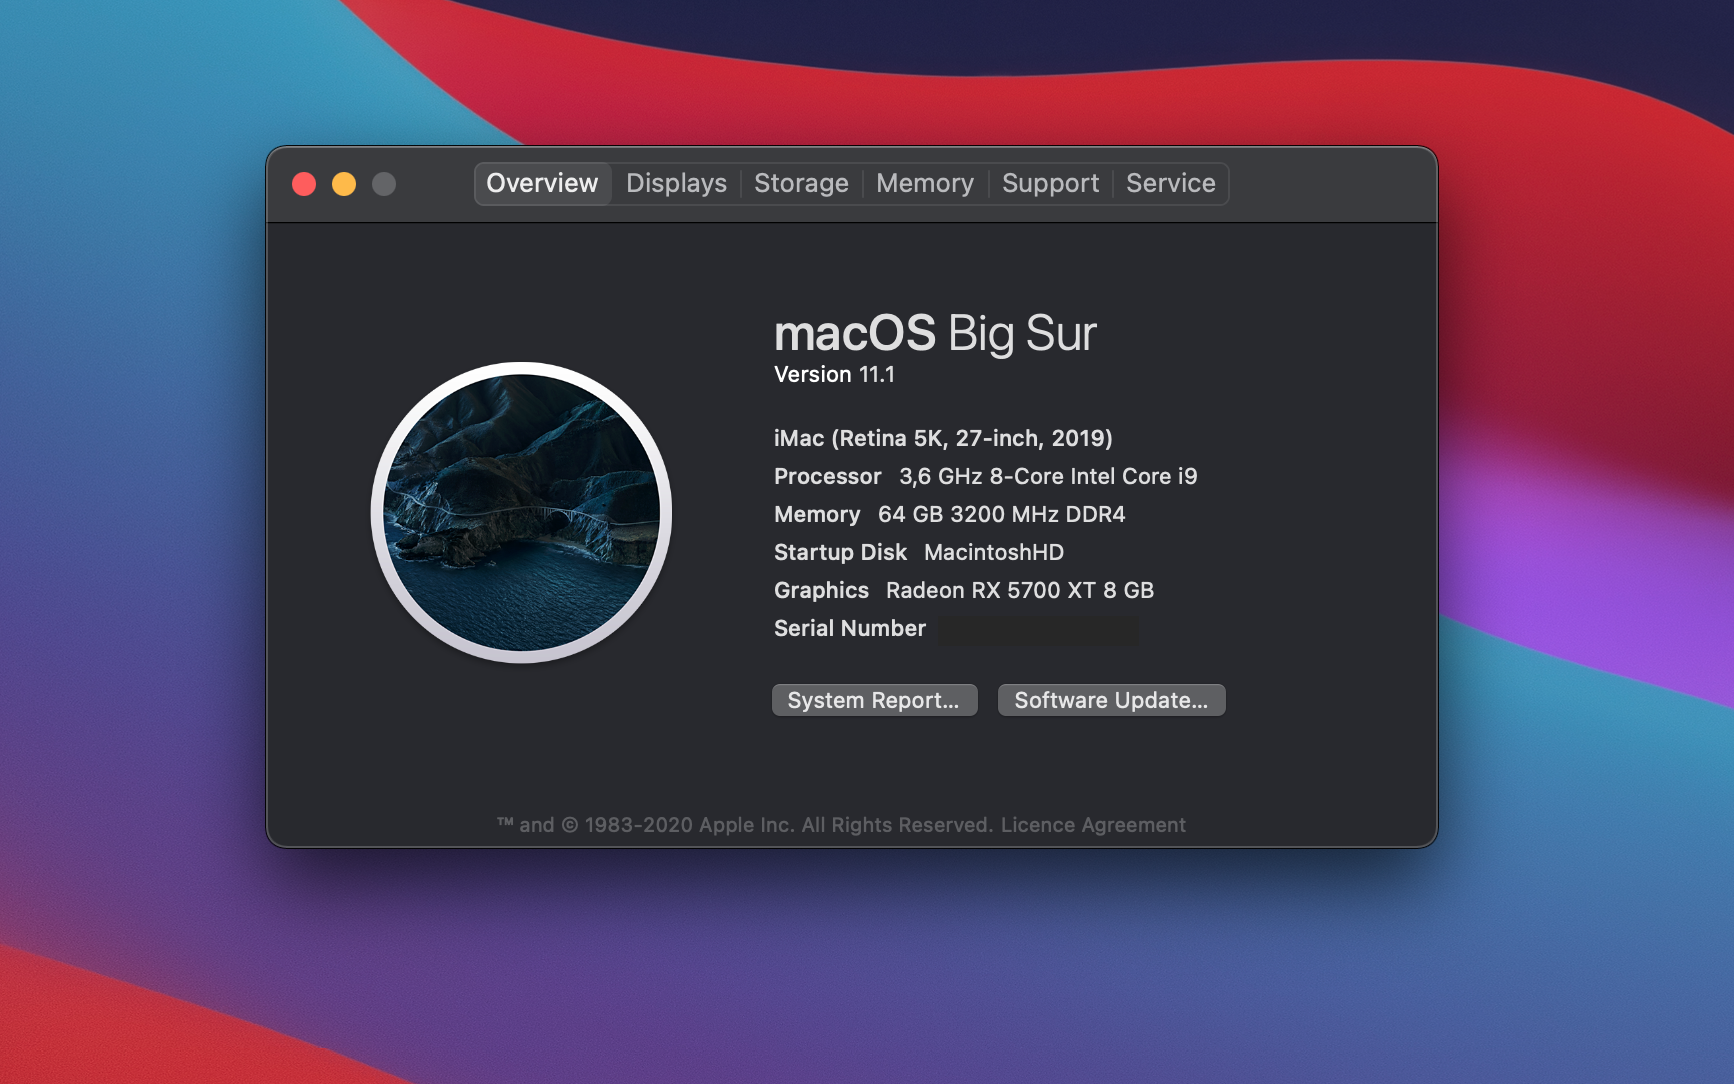 Overview Displays Storage Memory Support Service
macOS Big Sur
Version 11.1
iMac (Retina 5K, 27-inch, 2019)
Processor 3,6 GHz 8-Core Intel Core i9
Memory 64 GB 3200 MHz DDR4
Startup Disk MacintoshHD
Graphics Radeon RX 5700 XT 8 GB
Serial Number
System Report... Software Update...
™ and © 1983-2020 Apple Inc. All Rights Reserved. Licence Agreement